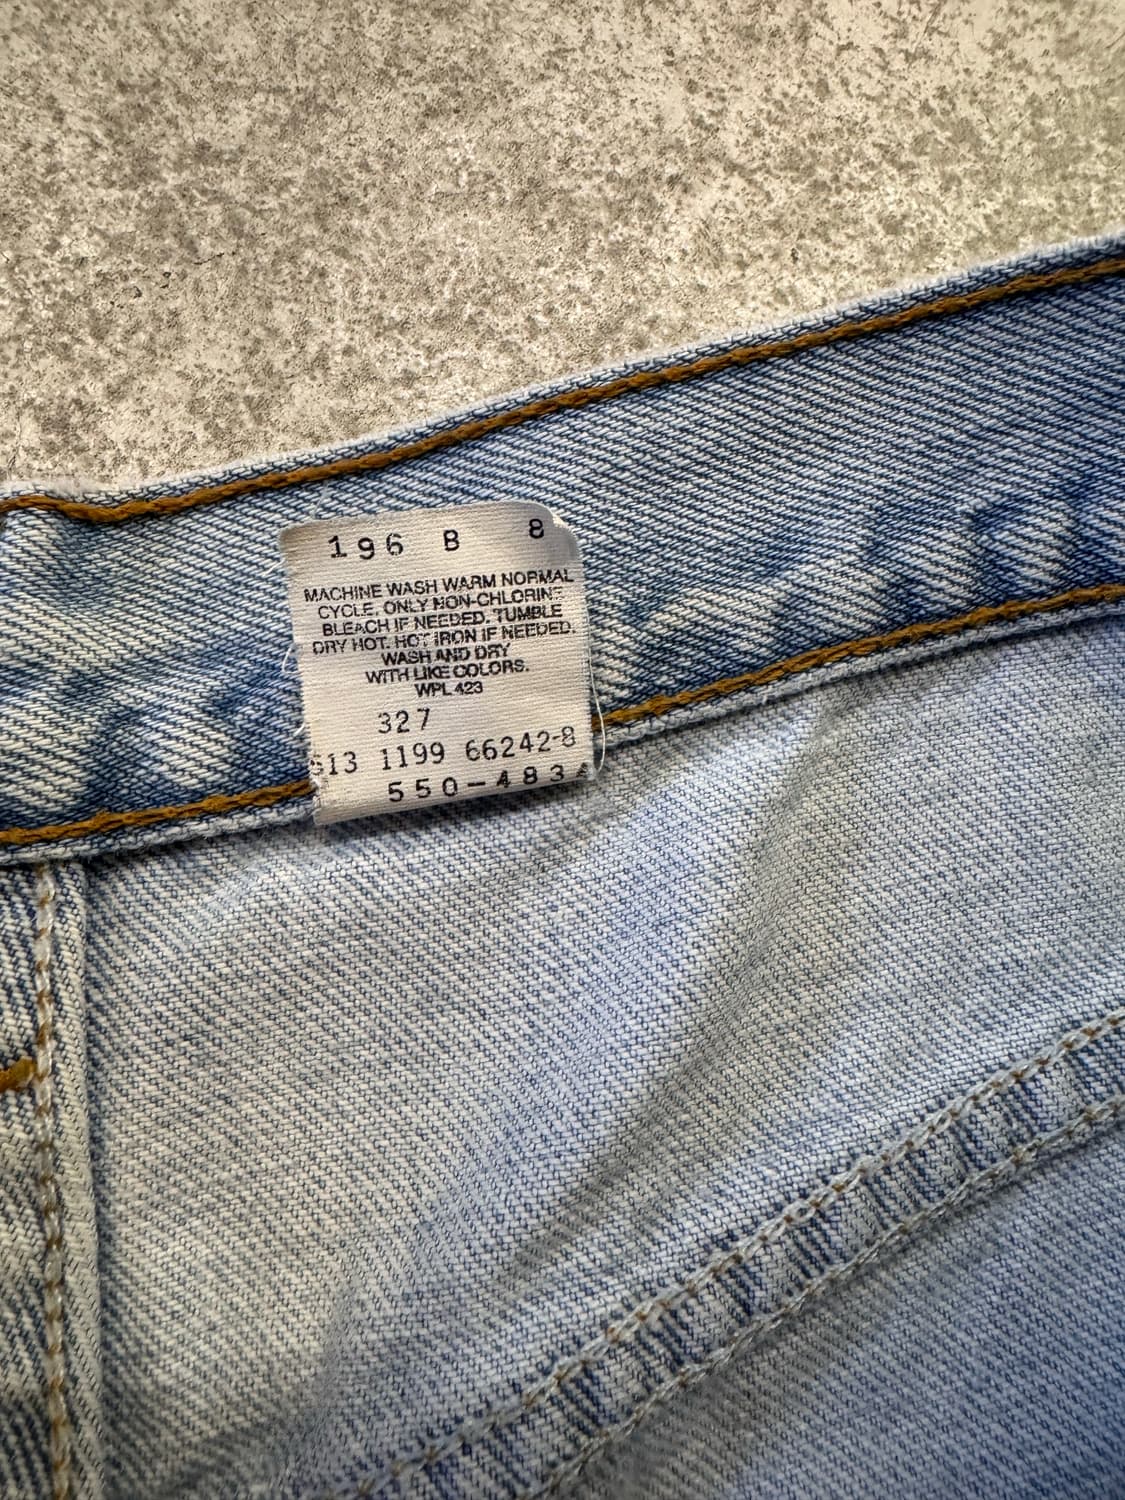 196 B 8
MACHINE WASH WARM NORMAL
CYCLE, ONLY NON-CHLORINE
BLEACH IF NEEDED. TUMBLE
DRY HOT. HOT IRON IF NEEDED.
WASH AND DRY
WITH LIKE COLORS.
WPL 423
327
13 1199 66242-8
550-483